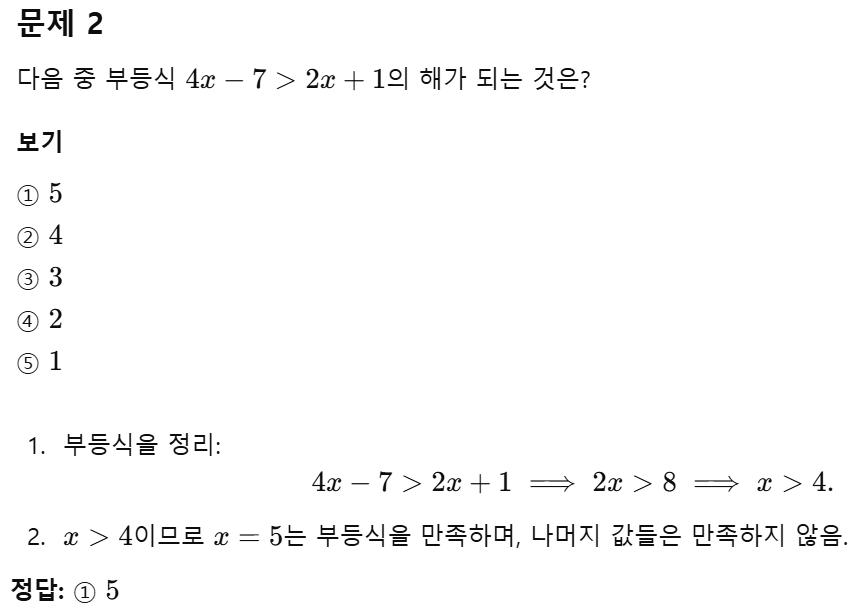 문제 2
다음 중 부등식 4x − 7 > 2x + 1의 해가 되는 것은?
보기
① 5
② 4
③ 3
④ 2
⑤ 1
1. 부등식을 정리:
4x − 7 > 2x + 1 ⟹ 2x > 8 ⟹ x > 4.
2. x > 4이므로 x = 5는 부등식을 만족하며, 나머지 값들은 만족하지 않음.
정답: ① 5